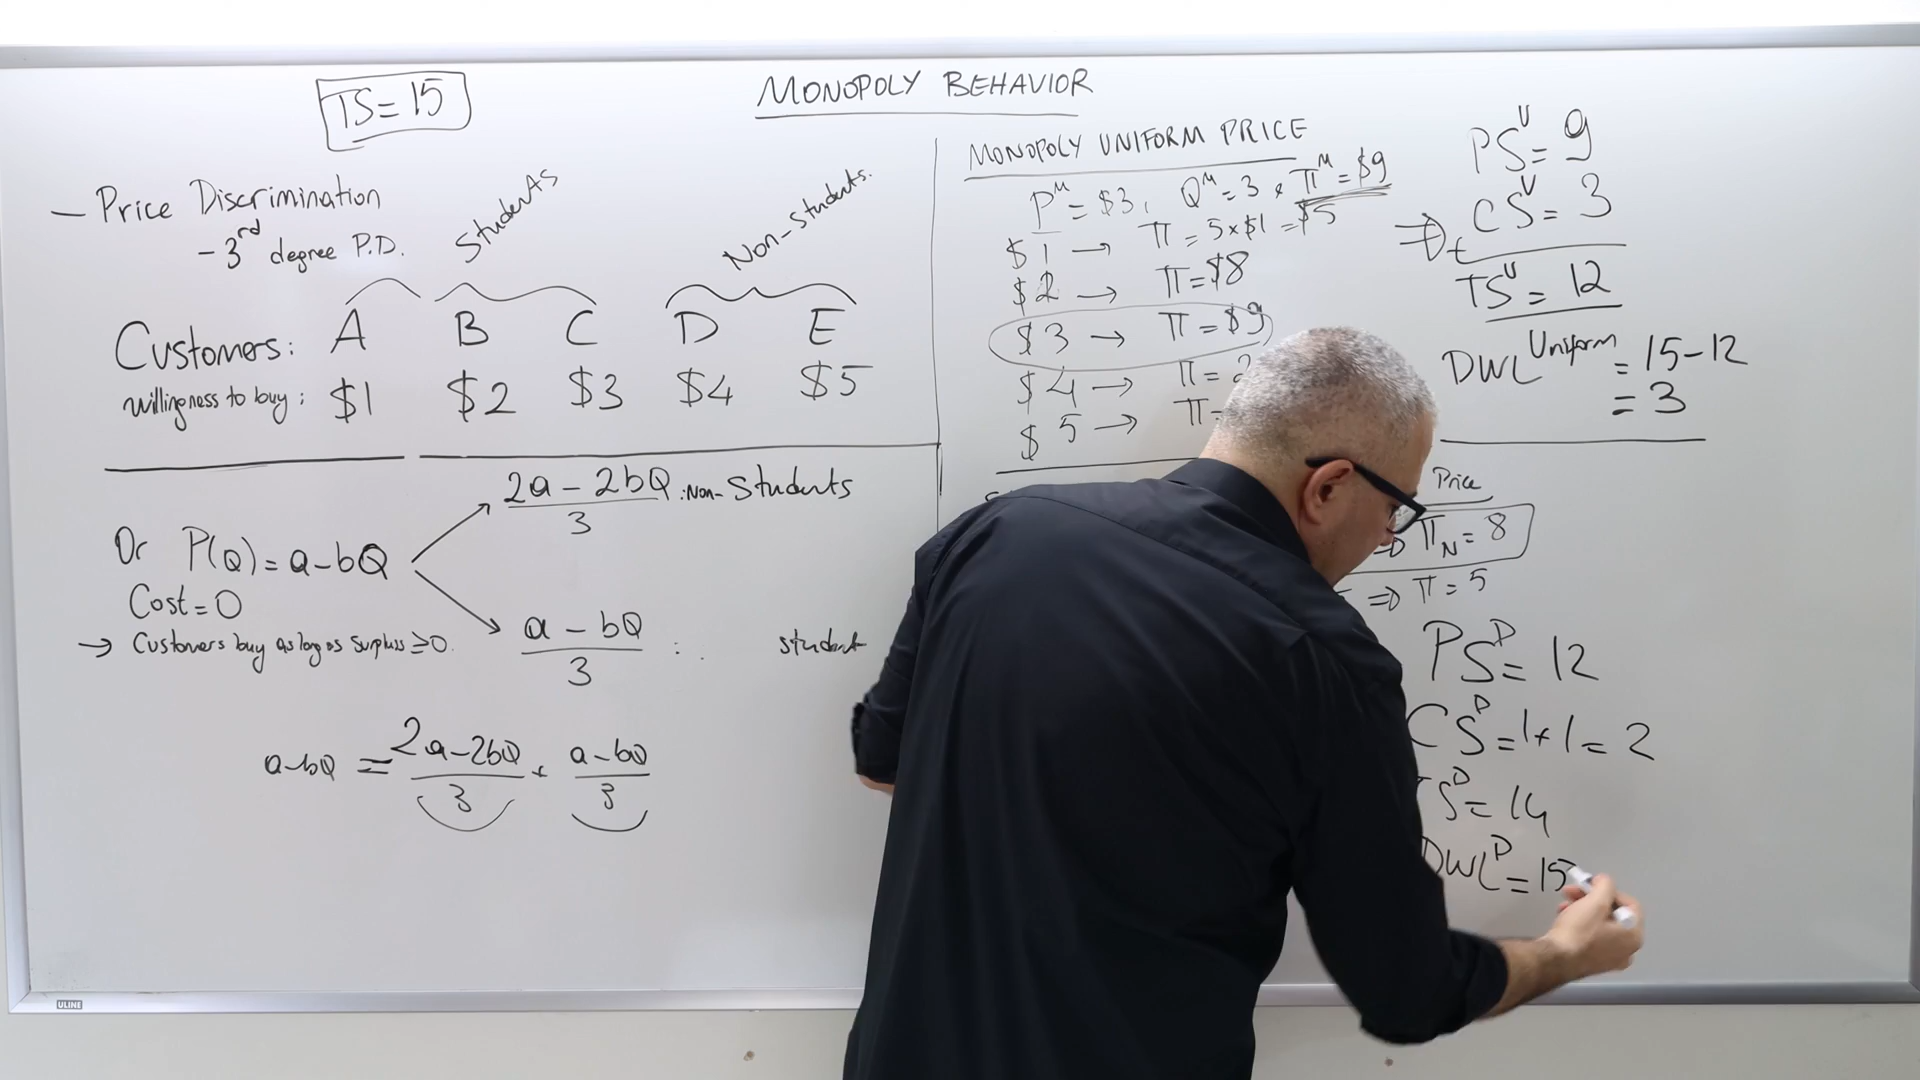 TS = 15
MONOPOLY BEHAVIOR
- Price Discrimination
- 3rd degree P.D.
Students
Non-students.
Customers: A B C D E
willingness to buy: $1 $2 $3 $4 $5
Or P(Q) = a - bQ
2a - 2bQ / 3 : Non-Students
Cost = 0
a - bQ / 3 : . student
→ Customers buy as long as surpluss ≥ 0.
a - bQ = 2a - 2bQ / 3 + a - bQ / 3
MONOPOLY UNIFORM PRICE
P^M = $3, Q^M = 3, π^M = $9
$1 → π = 5 x $1 = $5
$2 → π = $8
$3 → π = $9
$4 → π =
$5 → π =
PS^U = 9
CS^U = 3
TS^U = 12
DWL^Uniform = 15 - 12
= 3
Price
⇒ π_N = 8
⇒ π = 5
PS^D = 12
CS^D = 1 + 1 = 2
TS^D = 14
DWL^D = 15
ULINE